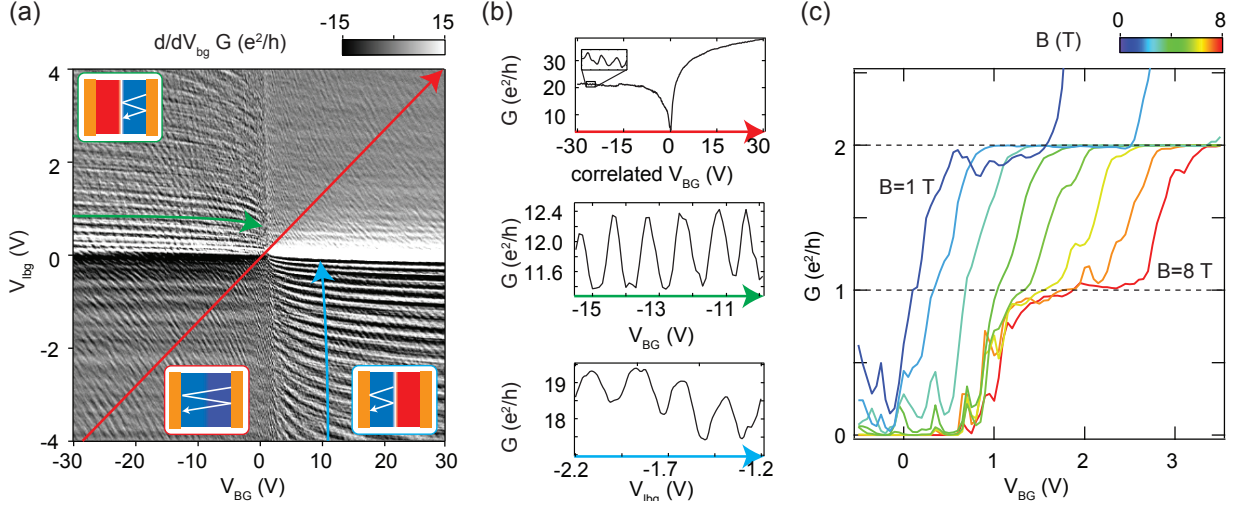 (a)
-15 15
d/dV_bg G (e²/h)
4
2
0
-2
-4
V_lbg (V)
-30 -20 -10 0 10 20 30
V_BG (V)
(b)
G (e²/h)
30
20
10
-30 -15 0 15 30
correlated V_BG (V)
G (e²/h)
12.4
12.0
11.6
-15 -13 -11
V_BG (V)
G (e²/h)
19
18
17
-2.2 -1.7 -1.2
V_lbg (V)
(c)
0 8
B (T)
G (e²/h)
2
1
0
B=1 T
B=8 T
0 1 2 3
V_BG (V)